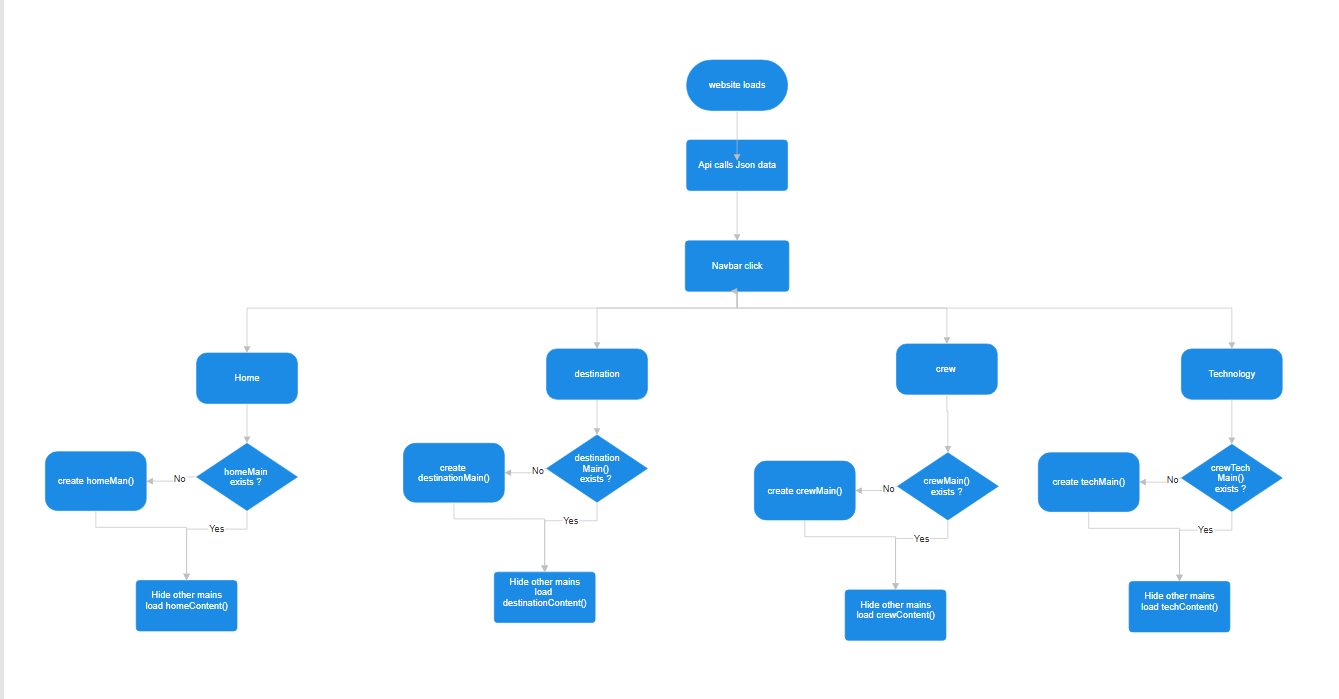 website loads
Api calls Json data
Navbar click
Home
destination
crew
Technology
homeMain
exists ?
No
create homeMan()
Yes
Hide other mains
load homeContent()
destination
Main()
exists ?
No
create
destinationMain()
Yes
Hide other mains
load
destinationContent()
crewMain()
exists ?
No
create crewMain()
Yes
Hide other mains
load crewContent()
crewTech
Main()
exists ?
No
create techMain()
Yes
Hide other mains
load techContent()